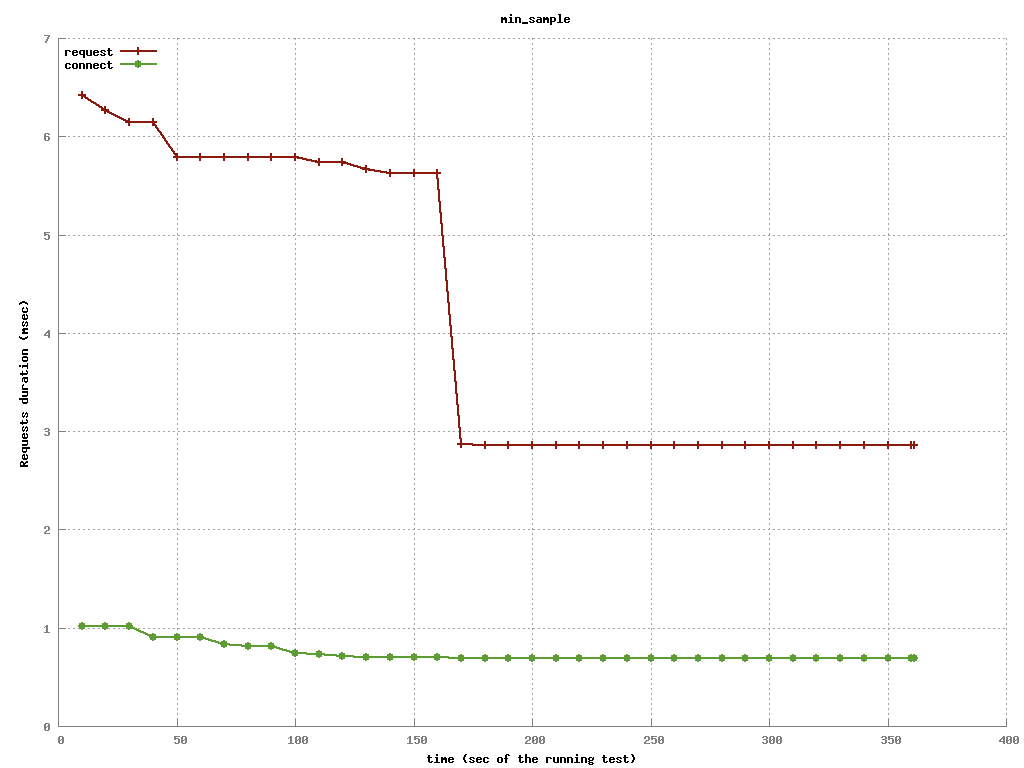 min_sample
request
connect
7
6
5
4
3
2
1
0
Requests duration (msec)
0 50 100 150 200 250 300 350 400
time (sec of the running test)